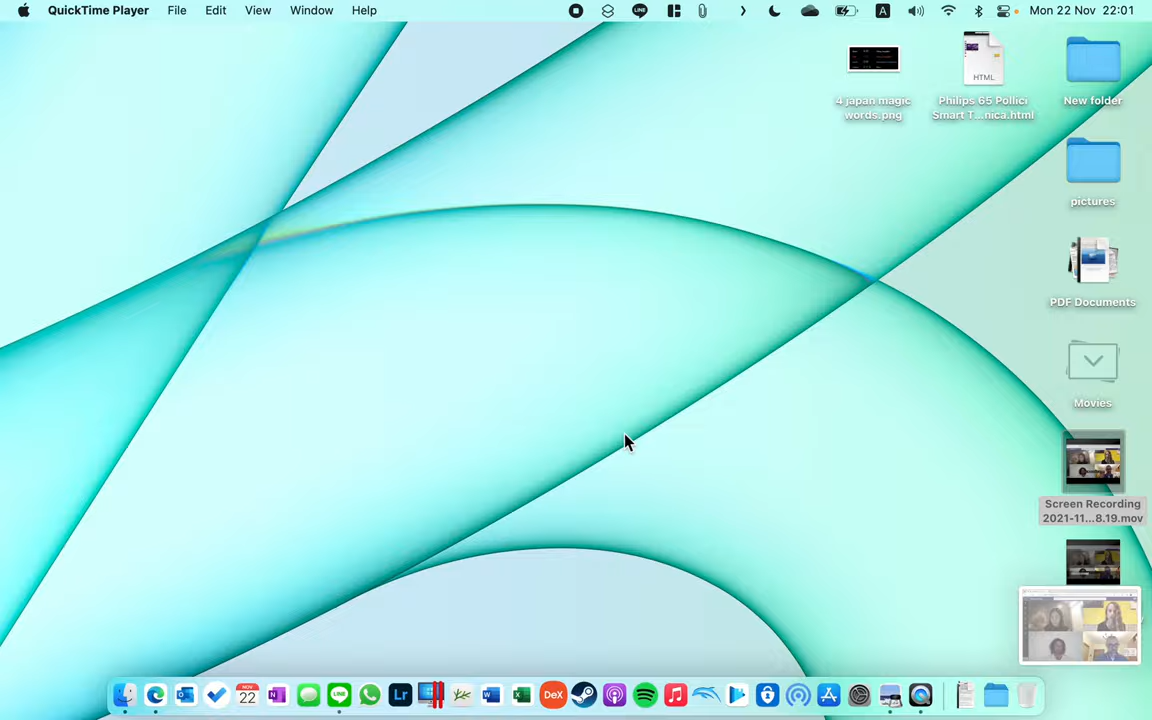 QuickTime Player File Edit View Window Help A Mon 22 Nov 22:01
4 japan magic
words.png
HTML
Philips 65 Pollici
Smart T...nica.html
New folder
pictures
PDF Documents
Movies
Screen Recording
2021-11...8.19.mov
NOV
22
Lr
DeX